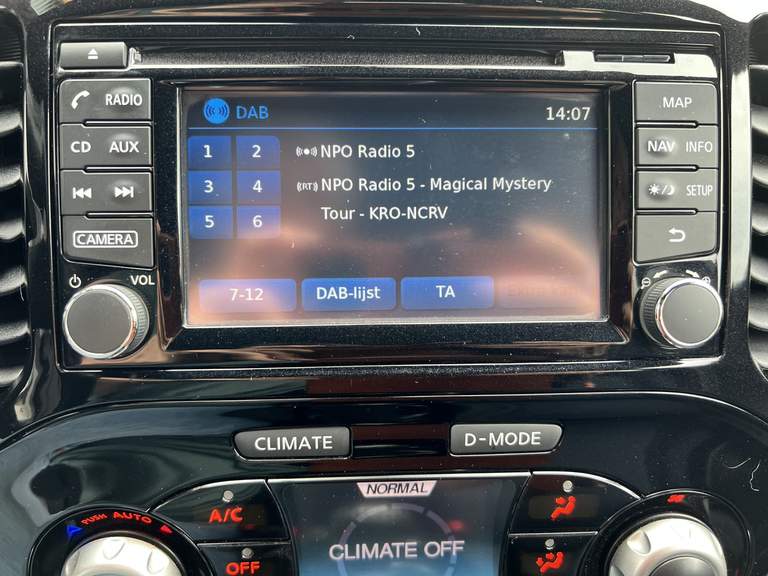 RADIO
CD AUX
CAMERA
VOL
DAB
14:07
1 2
3 4
5 6
NPO Radio 5
(RT) NPO Radio 5 - Magical Mystery
Tour - KRO-NCRV
7-12
DAB-lijst
TA
MAP
NAV INFO
SETUP
CLIMATE
D-MODE
PUSH AUTO
A/C
OFF
NORMAL
CLIMATE OFF